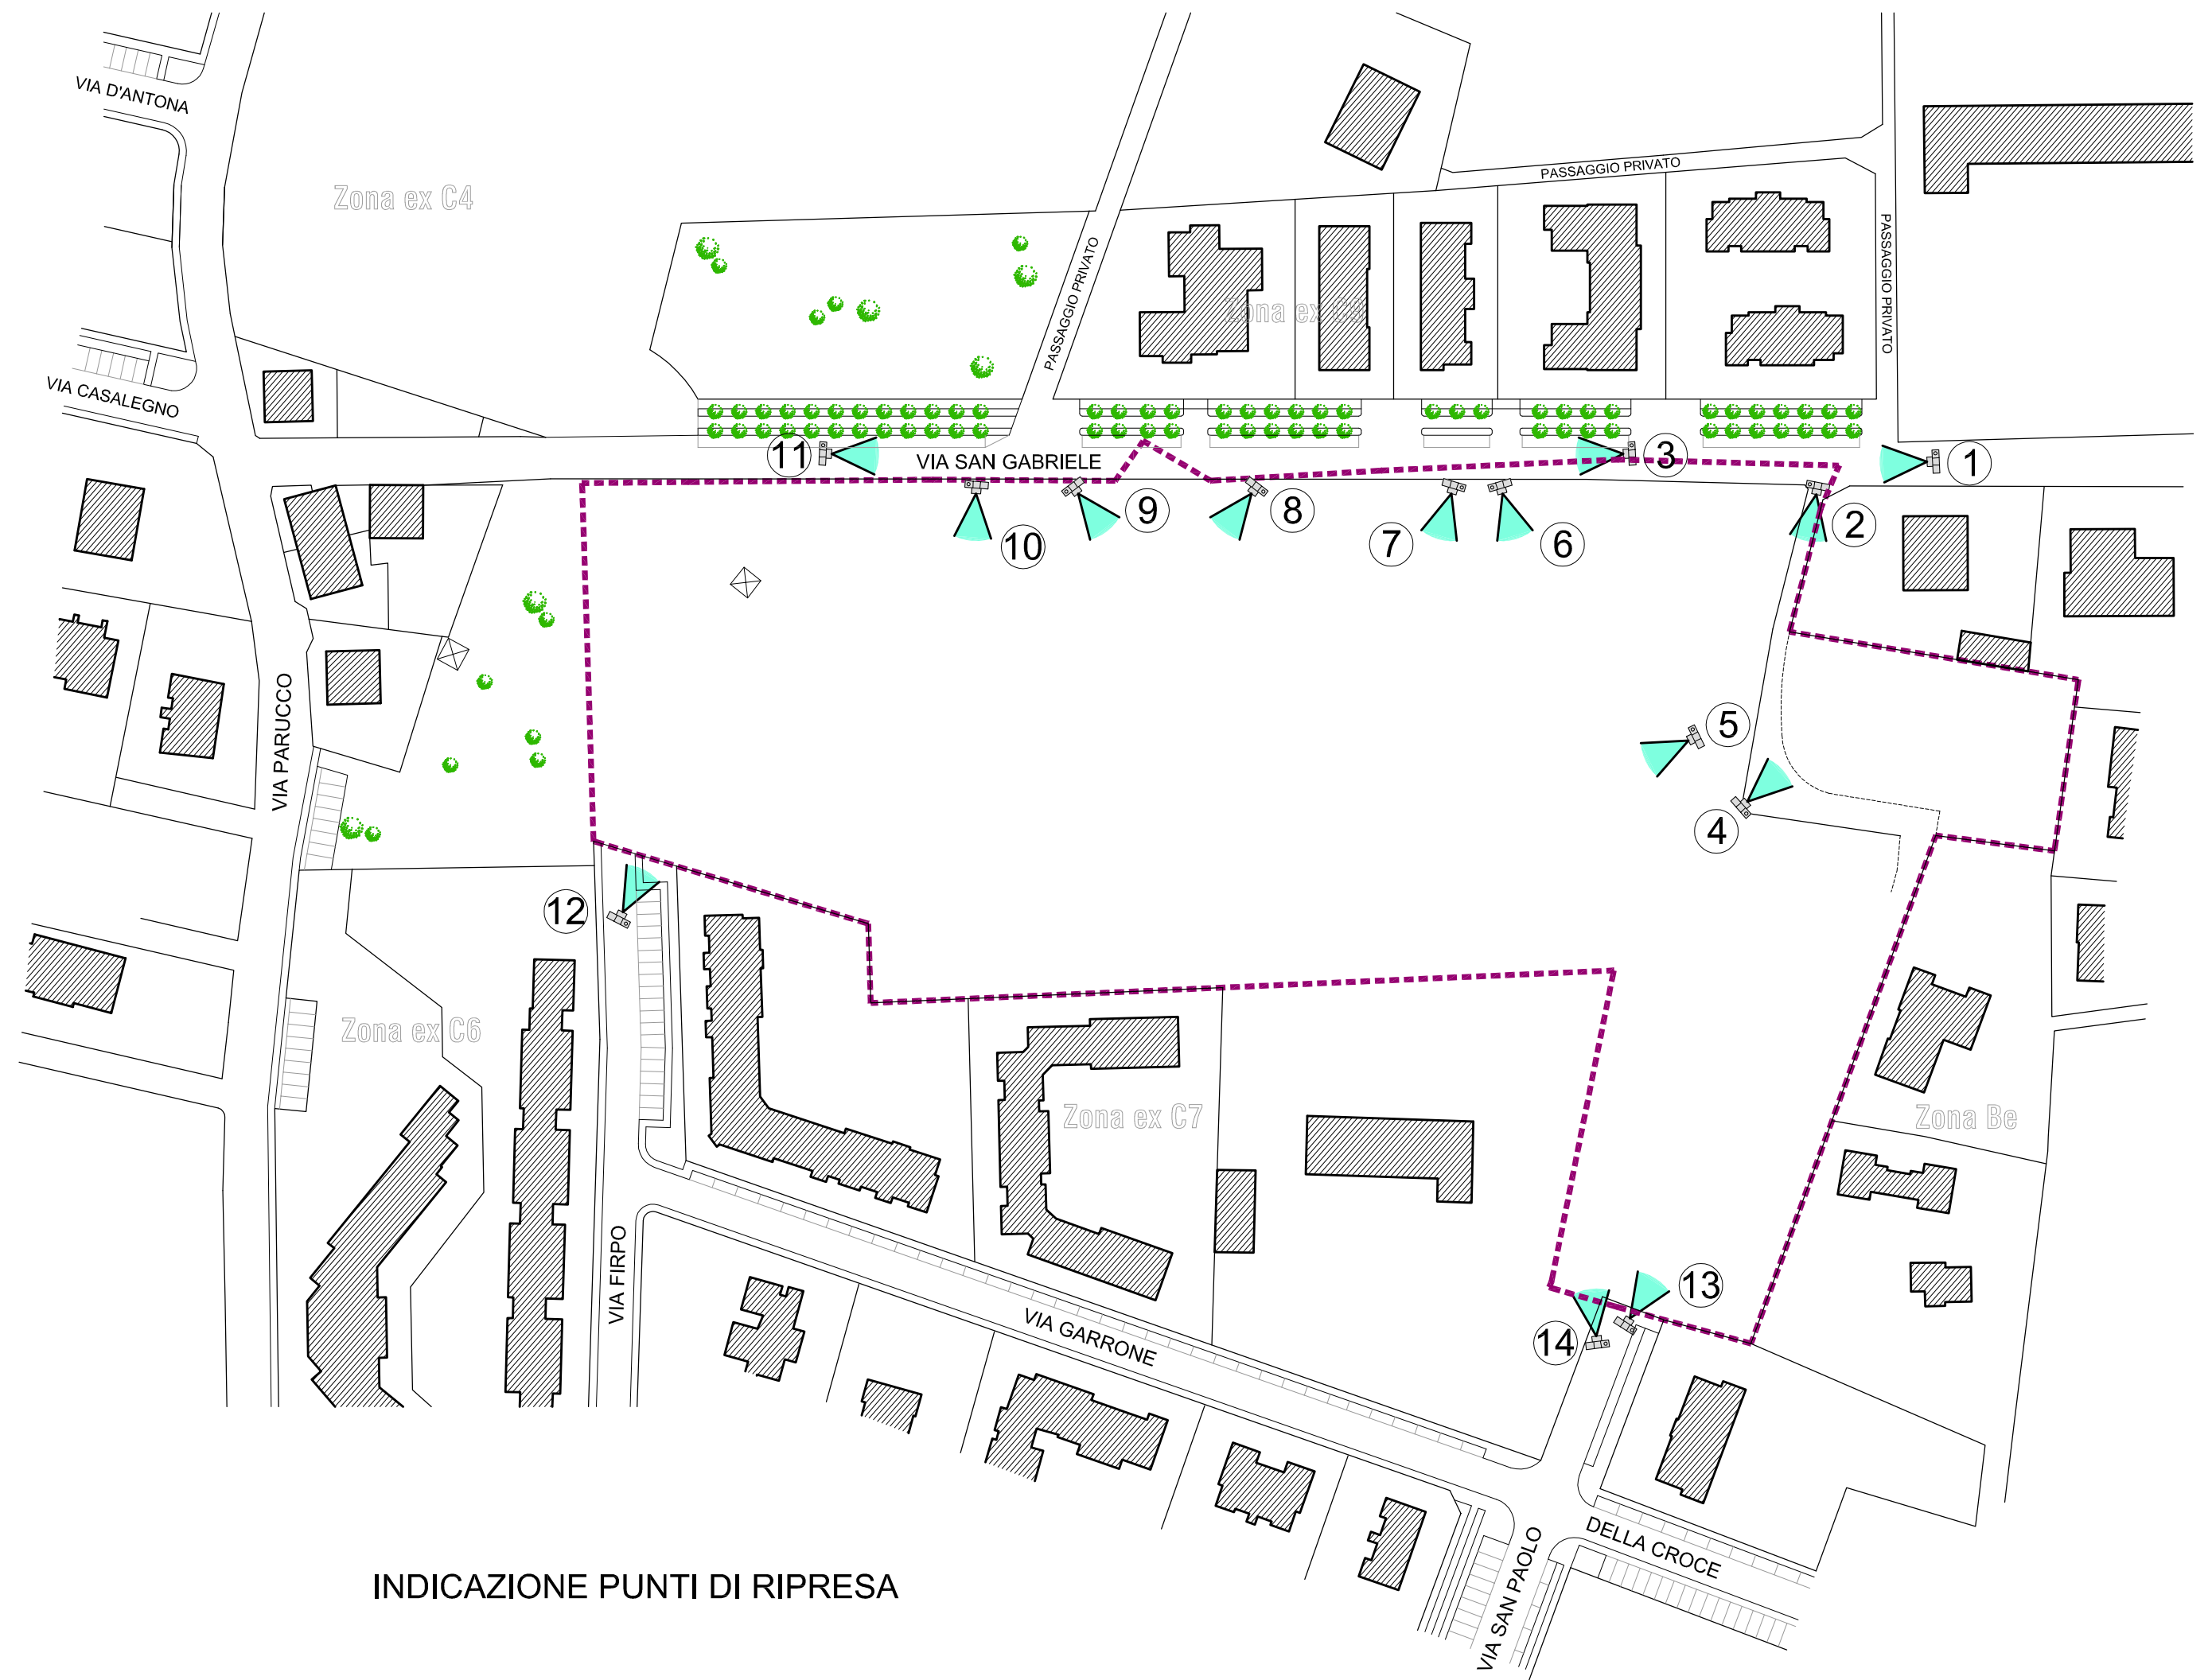 VIA D'ANTONA
Zona ex C4
PASSAGGIO PRIVATO
PASSAGGIO PRIVATO
PASSAGGIO PRIVATO
Zona ex
VIA CASALEGNO
11
VIA SAN GABRIELE
3
1
10
9
8
7
6
2
VIA PARUCCO
5
4
12
Zona ex C6
Zona ex C7
Zona Be
VIA FIRPO
VIA GARRONE
13
14
DELLA CROCE
VIA SAN PAOLO
INDICAZIONE PUNTI DI RIPRESA